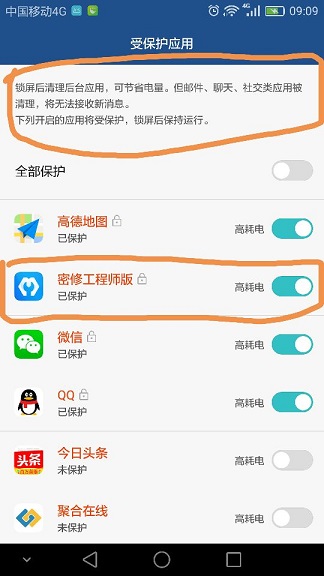 中国移动4G 09:09
受保护应用
锁屏后清理后台应用，可节省电量。但邮件、聊天、社交类应用被
清理，将无法接收新消息。
下列开启的应用将受保护，锁屏后保持运行。
全部保护
高德地图
已保护
高耗电
密修工程师版
已保护
高耗电
微信
已保护
高耗电
QQ
已保护
高耗电
头条
今日头条
未保护
高耗电
聚合在线
未保护
高耗电